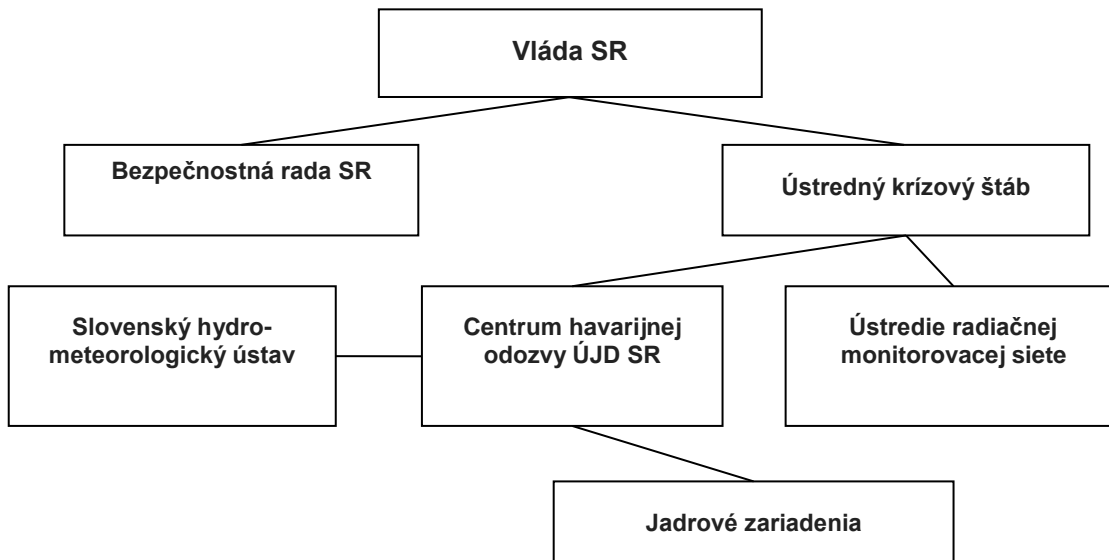 Vláda SR
Bezpečnostná rada SR
Ústredný krízový štáb
Slovenský hydro-
meteorologický ústav
Centrum havarijnej
odozvy ÚJD SR
Ústredie radiačnej
monitorovacej siete
Jadrové zariadenia